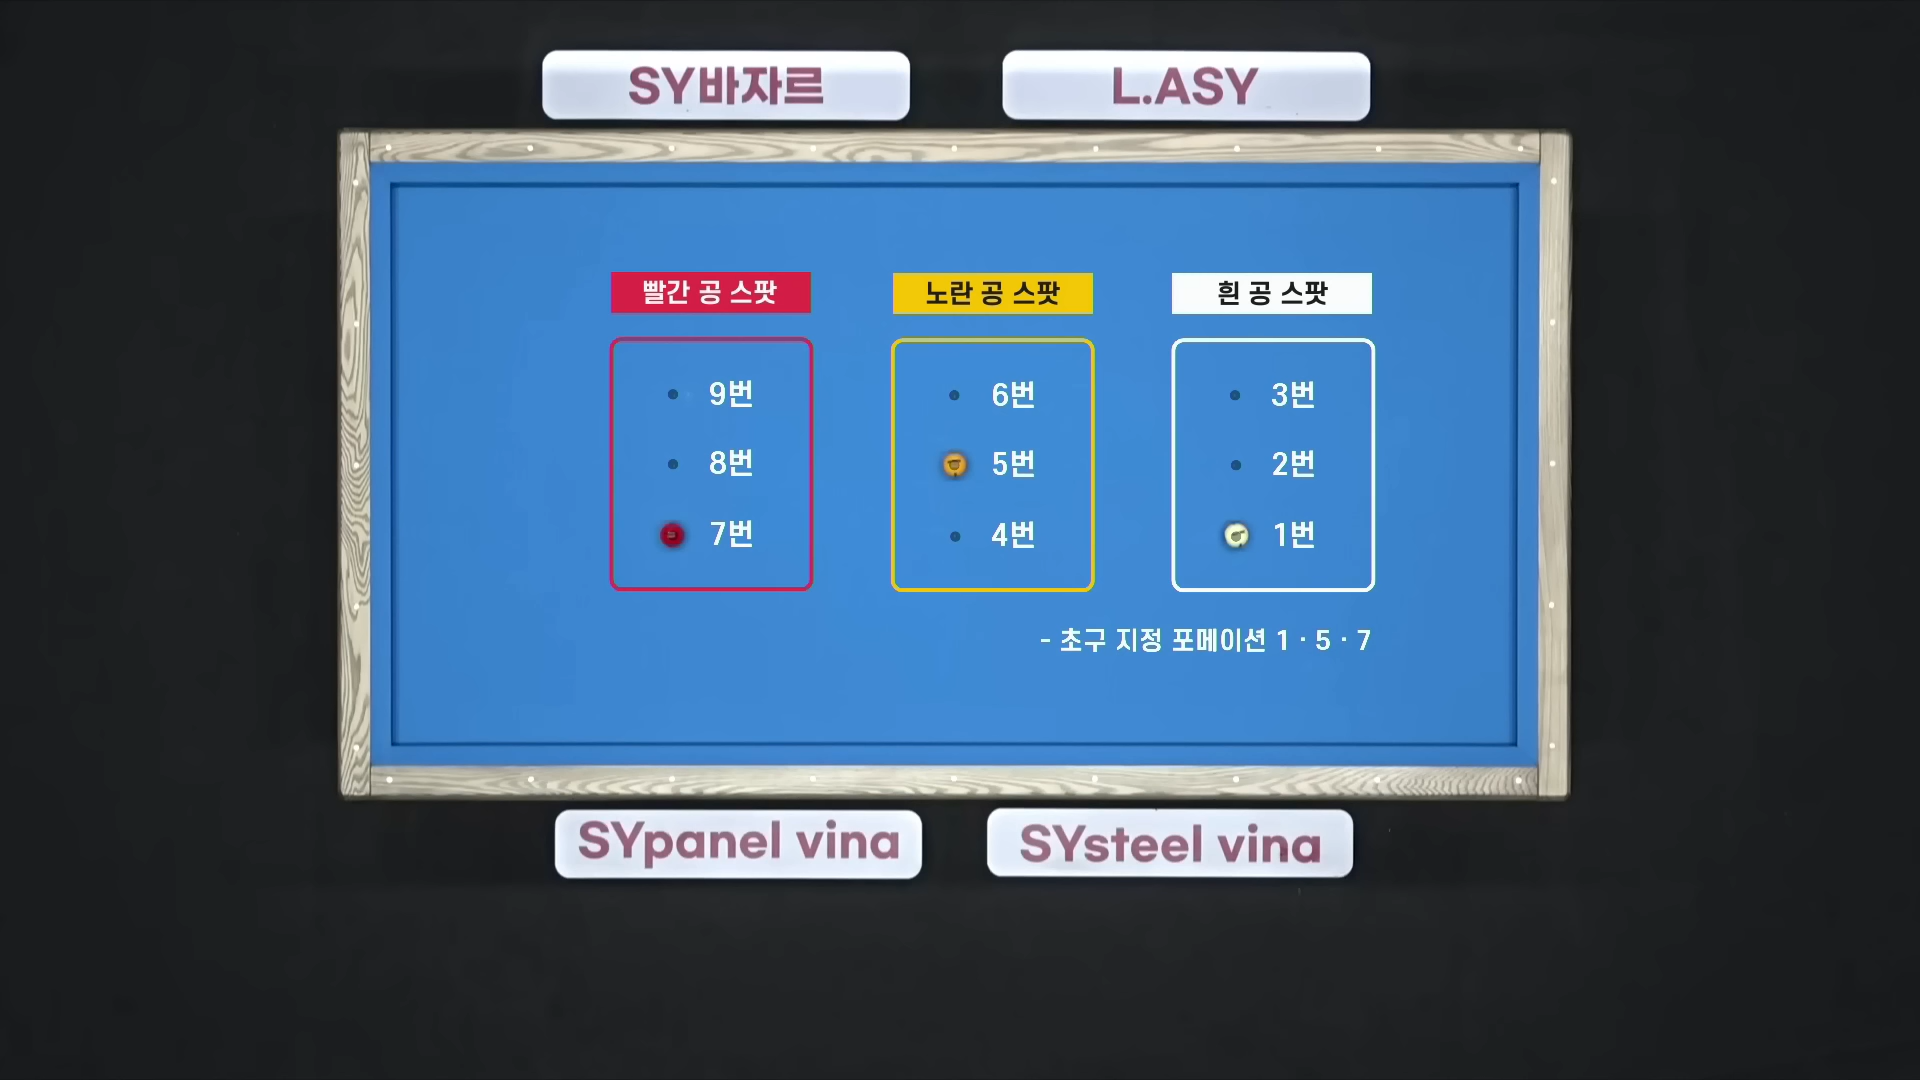 SY바자르
L.ASY
빨간 공 스팟
노란 공 스팟
흰 공 스팟
9번
6번
3번
8번
5번
2번
7번
4번
1번
- 초구 지정 포메이션 1 · 5 · 7
SYpanel vina
SYsteel vina